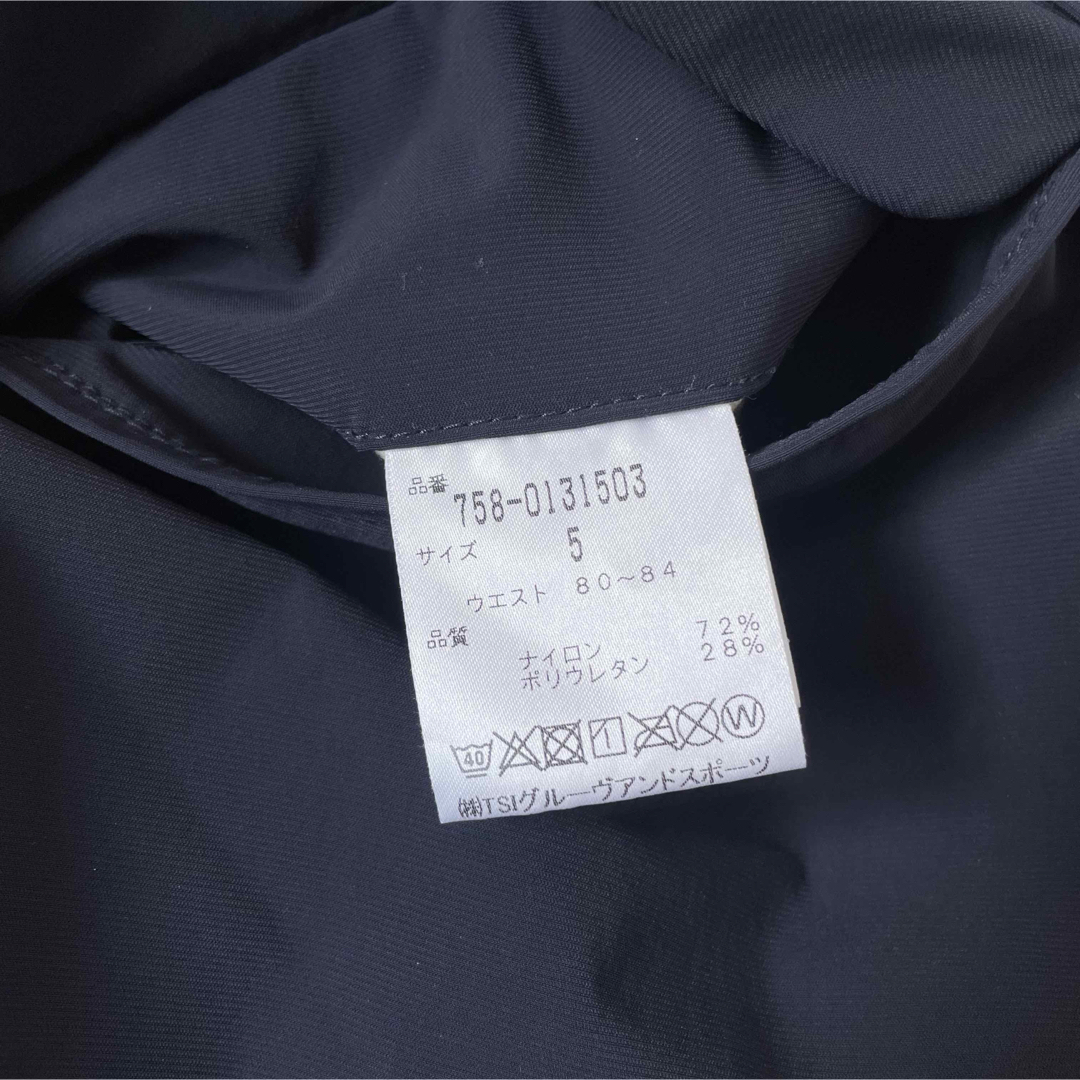 品番 758-0131503
サイズ 5
ウエスト 80～84
品質 ナイロン 72%
ポリウレタン 28%
40 W
㈱TSIグルーヴアンドスポーツ